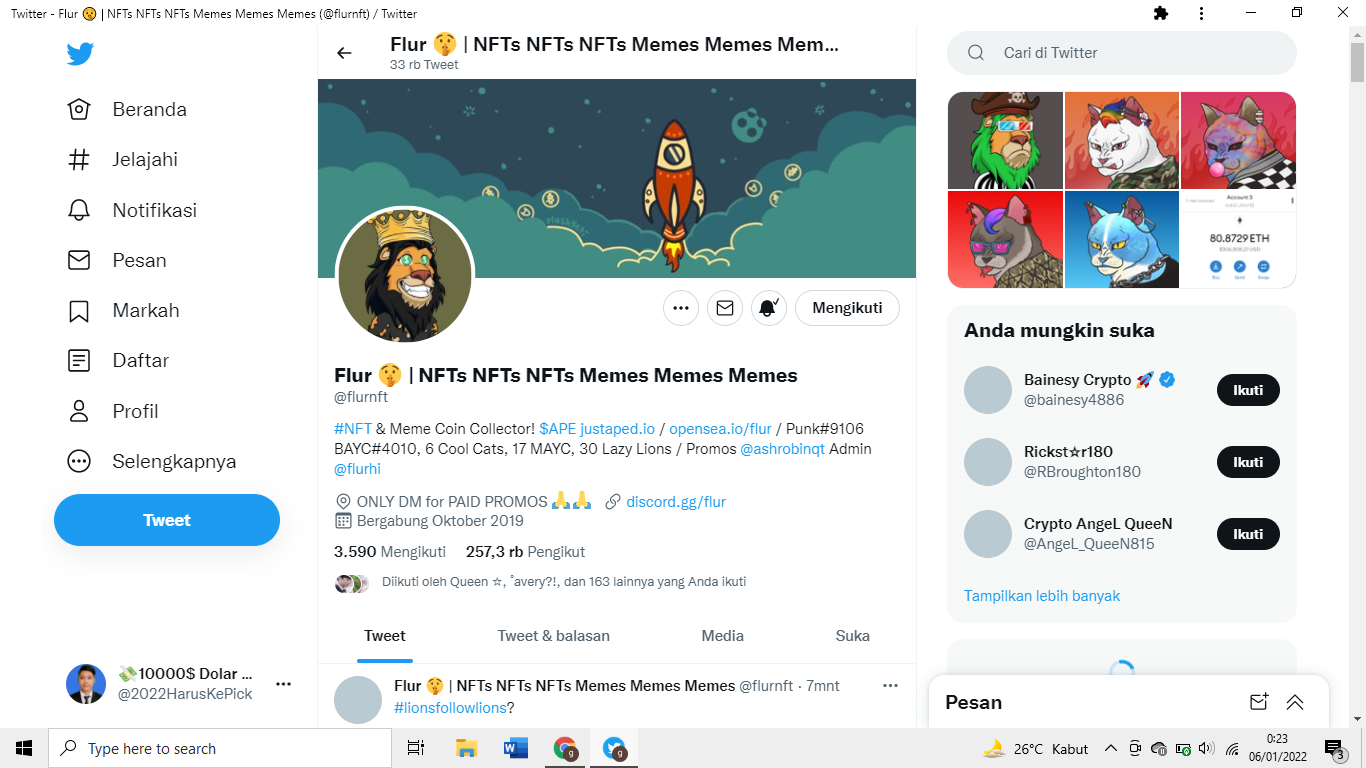 Twitter - Flur 🤫 | NFTs NFTs NFTs Memes Memes Memes (@flurnft) / Twitter
Beranda
Jelajahi
Notifikasi
Pesan
Markah
Daftar
Profil
Selengkapnya
Tweet
💸10000$ Dolar ...
@2022HarusKePick
Flur 🤫 | NFTs NFTs NFTs Memes Memes Mem...
33 rb Tweet
Mengikuti
Flur 🤫 | NFTs NFTs NFTs Memes Memes Memes
@flurnft
#NFT & Meme Coin Collector! $APE justaped.io / opensea.io/flur / Punk#9106
BAYC#4010, 6 Cool Cats, 17 MAYC, 30 Lazy Lions / Promos @ashrobinqt Admin
@flurhi
ONLY DM for PAID PROMOS 🙏🙏 discord.gg/flur
Bergabung Oktober 2019
3.590 Mengikuti 257,3 rb Pengikut
Diikuti oleh Queen ☆, ˚avery?!, dan 163 lainnya yang Anda ikuti
Tweet Tweet & balasan Media Suka
Flur 🤫 | NFTs NFTs NFTs Memes Memes Memes @flurnft · 7mnt
#lionsfollowlions?
Cari di Twitter
Account 3
80.8729 ETH
Buy Send Swap
Anda mungkin suka
Bainesy Crypto 🚀
@bainesy4886
Ikuti
Rickst☆r180
@RBroughton180
Ikuti
Crypto AngeL QueeN
@AngeL_QueeN815
Ikuti
Tampilkan lebih banyak
Pesan
Type here to search
26°C Kabut
0:23
06/01/2022
3